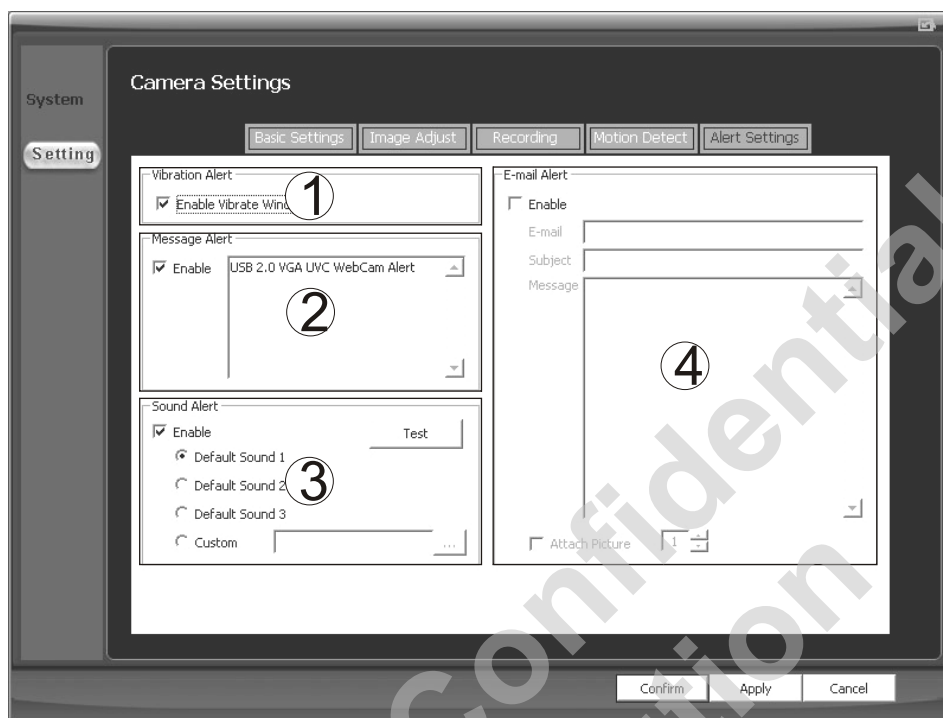 System
Setting
Camera Settings
Basic Settings
Image Adjust
Recording
Motion Detect
Alert Settings
Vibration Alert
Enable Vibrate
1
Message Alert
Enable
USB 2.0 VGA UVC WebCam Alert
2
Sound Alert
Enable
Test
Default Sound 1
Default Sound 2
Default Sound 3
Custom
...
3
E-mail Alert
Enable
E-mail
Subject
Message
4
Attach Picture
1
Confirm
Apply
Cancel
Confidential